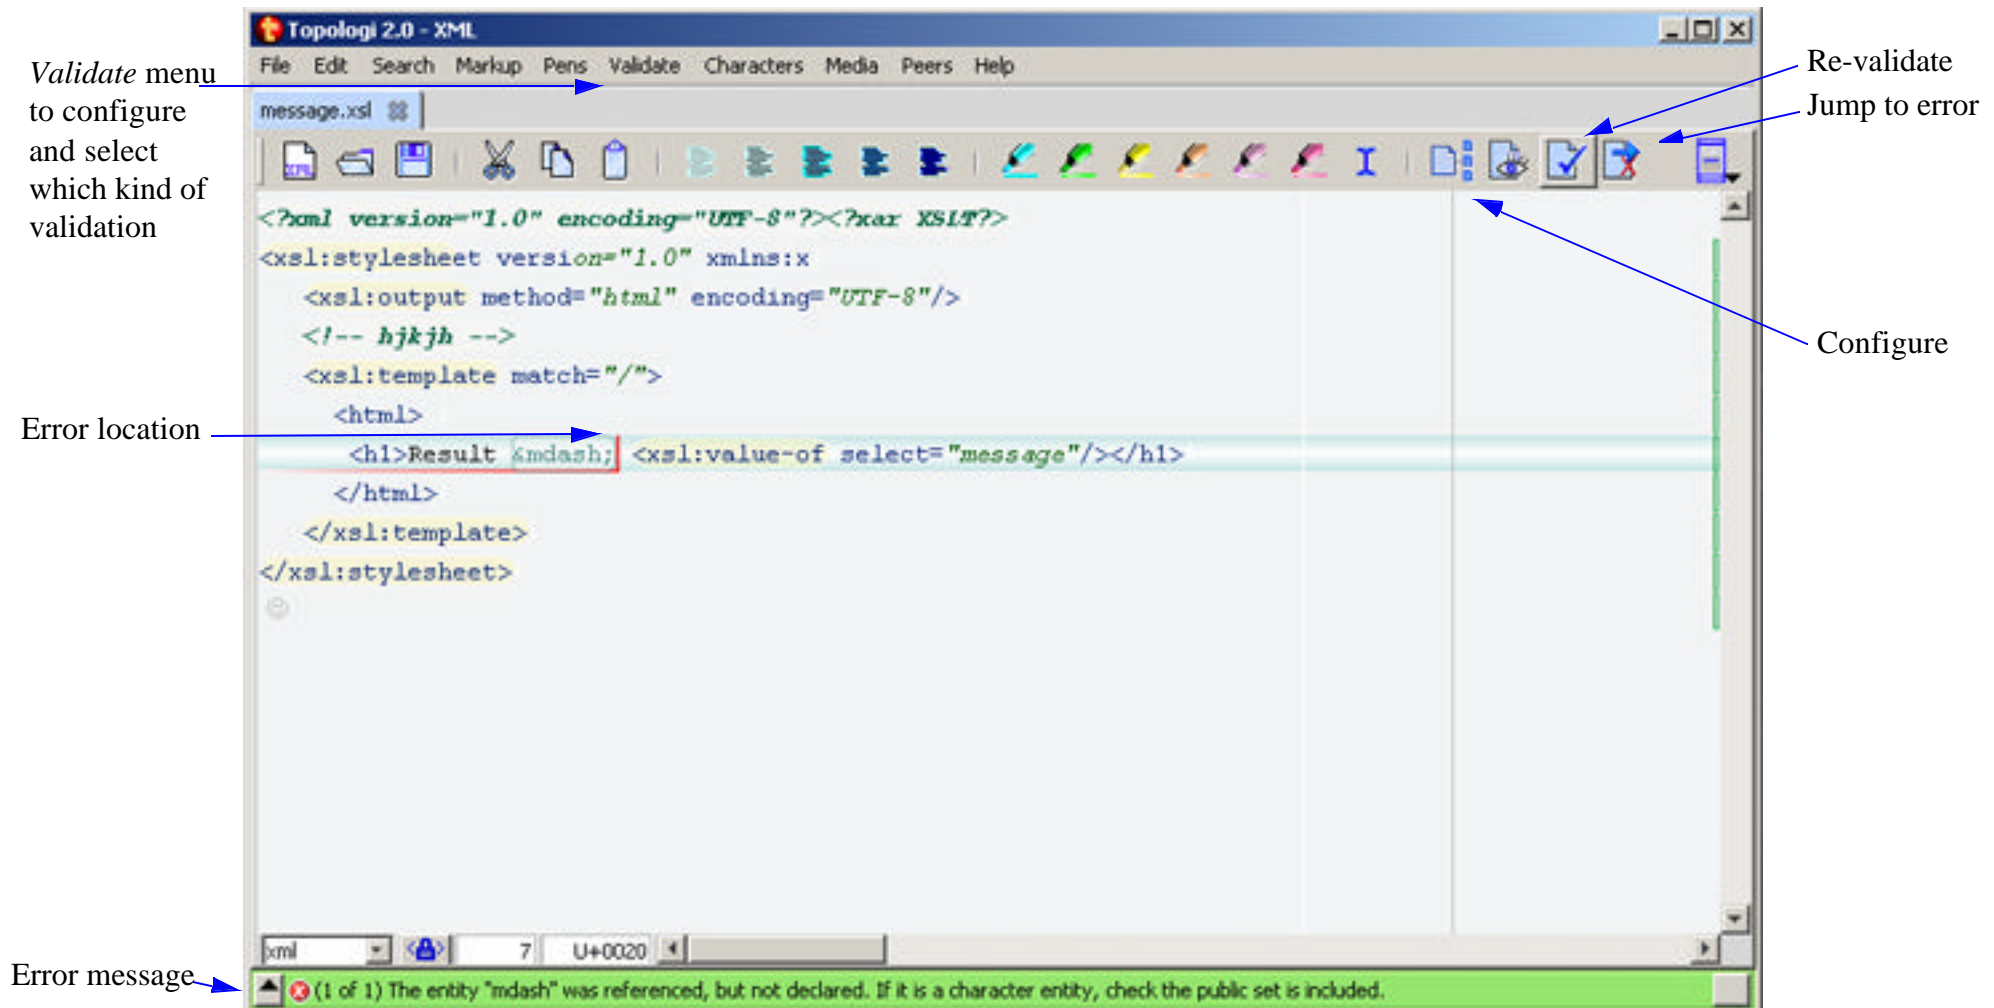 Topologi 2.0 - XML
File Edit Search Markup Pens Validate Characters Media Peers Help
message.xsl
XML
<?xml version="1.0" encoding="UTF-8"?><?xar XSLT?>
<xsl:stylesheet version="1.0" xmlns:x
<xsl:output method="html" encoding="UTF-8"/>
<!-- hjkjh -->
<xsl:template match="/">
<html>
<h1>Result &mdash; <xsl:value-of select="message"/></h1>
</html>
</xsl:template>
</xsl:stylesheet>
xml 7 U+0020
(1 of 1) The entity "mdash" was referenced, but not declared. If it is a character entity, check the public set is included.
Validate menu
to configure
and select
which kind of
validation
Error location
Error message
Re-validate
Jump to error
Configure